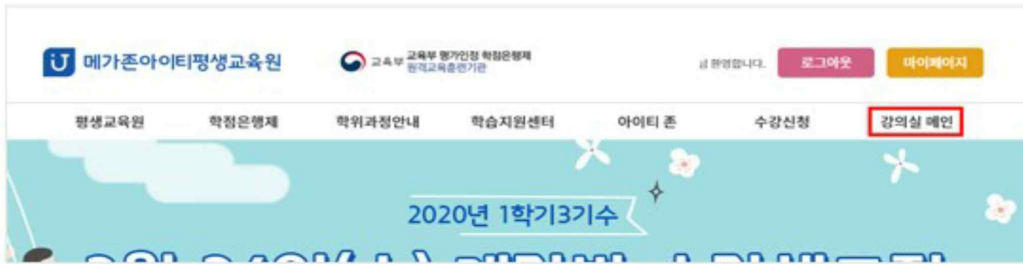 메가존아이티평생교육원
교육부 교육부 평가인정 학점은행제
원격교육훈련기관
님 환영합니다. 로그아웃 마이페이지
평생교육원 학점은행제 학위과정안내 학습지원센터 아이티 존 수강신청 강의실 메인
2020년 1학기3기수